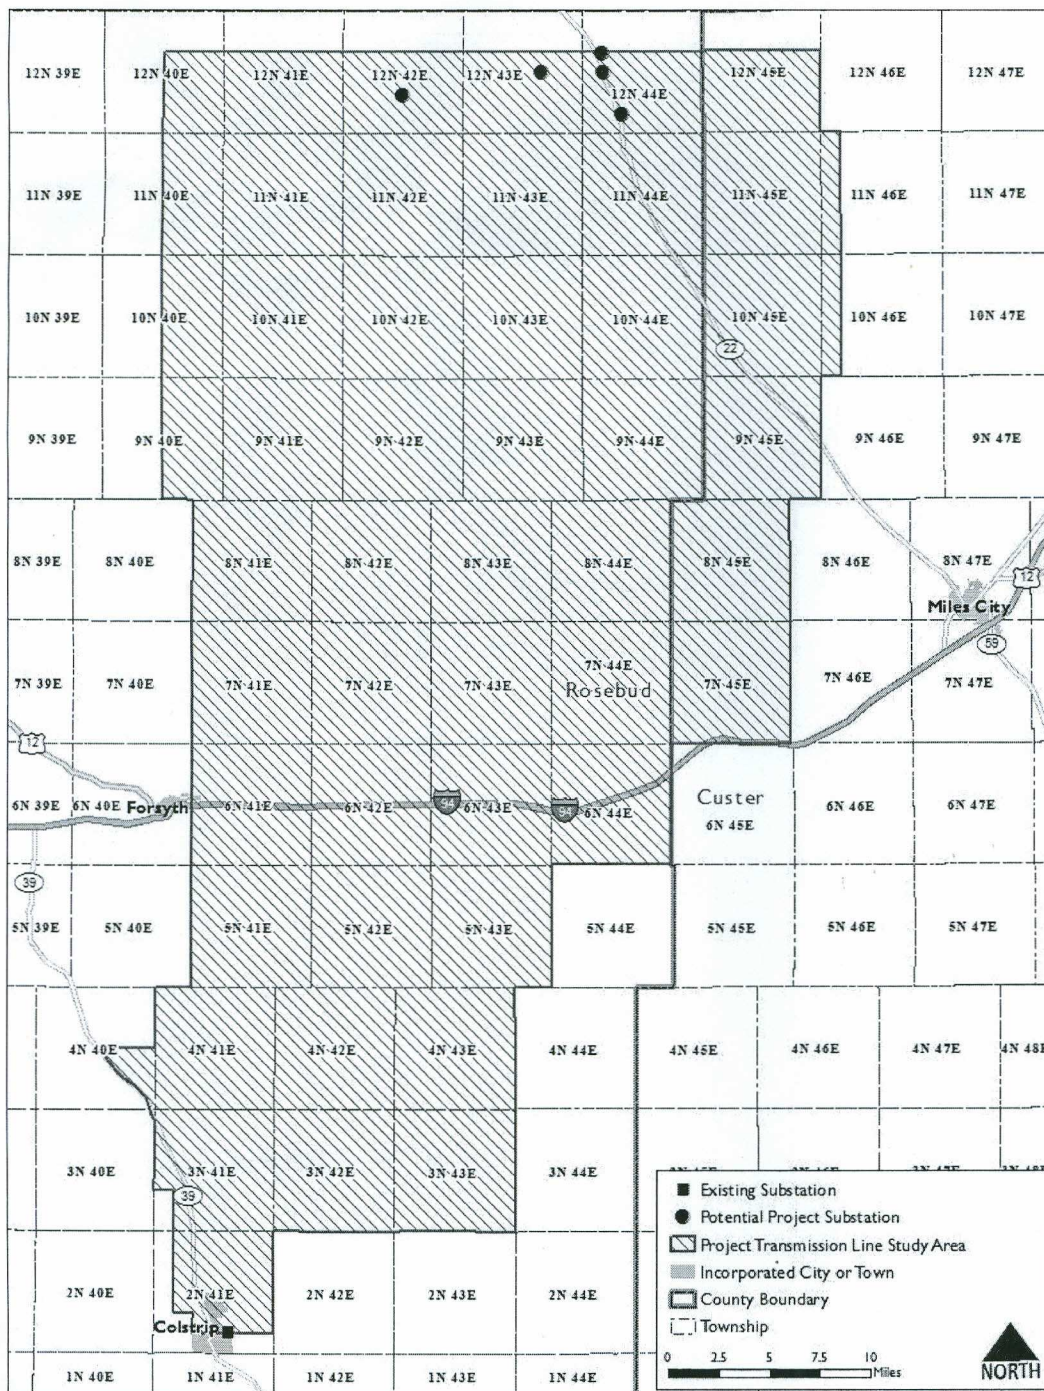 12N 39E 12N 40E 12N 41E 12N 42E 12N 43E 12N 45E 12N 46E 12N 47E
12N 44E
11N 39E 11N 40E 11N 41E 11N 42E 11N 43E 11N 44E 11N 45E 11N 46E 11N 47E
10N 39E 10N 40E 10N 41E 10N 42E 10N 43E 10N 44E 10N 45E 10N 46E 10N 47E
22
9N 39E 9N 40E 9N 41E 9N 42E 9N 43E 9N 44E 9N 45E 9N 46E 9N 47E
8N 39E 8N 40E 8N 41E 8N 42E 8N 43E 8N 44E 8N 45E 8N 46E 8N 47E
12
Miles City
59
7N 44E
7N 39E 7N 40E 7N 41E 7N 42E 7N 43E 7N 45E 7N 46E 7N 47E
Rosebud
12
94 94
6N 39E 6N 40E Forsyth 6N 41E 6N 42E 6N 43E 6N 44E Custer 6N 46E 6N 47E
6N 45E
39
5N 39E 5N 40E 5N 41E 5N 42E 5N 43E 5N 44E 5N 45E 5N 46E 5N 47E
4N 40E 4N 41E 4N 42E 4N 43E 4N 44E 4N 45E 4N 46E 4N 47E 4N 48E
3N 40E 3N 41E 3N 42E 3N 43E 3N 44E
39
Existing Substation
Potential Project Substation
Project Transmission Line Study Area
Incorporated City or Town
County Boundary
Township
0 2.5 5 7.5 10
Miles
NORTH
2N 40E 2N 41E 2N 42E 2N 43E 2N 44E
Colstrip
1N 40E 1N 41E 1N 42E 1N 43E 1N 44E